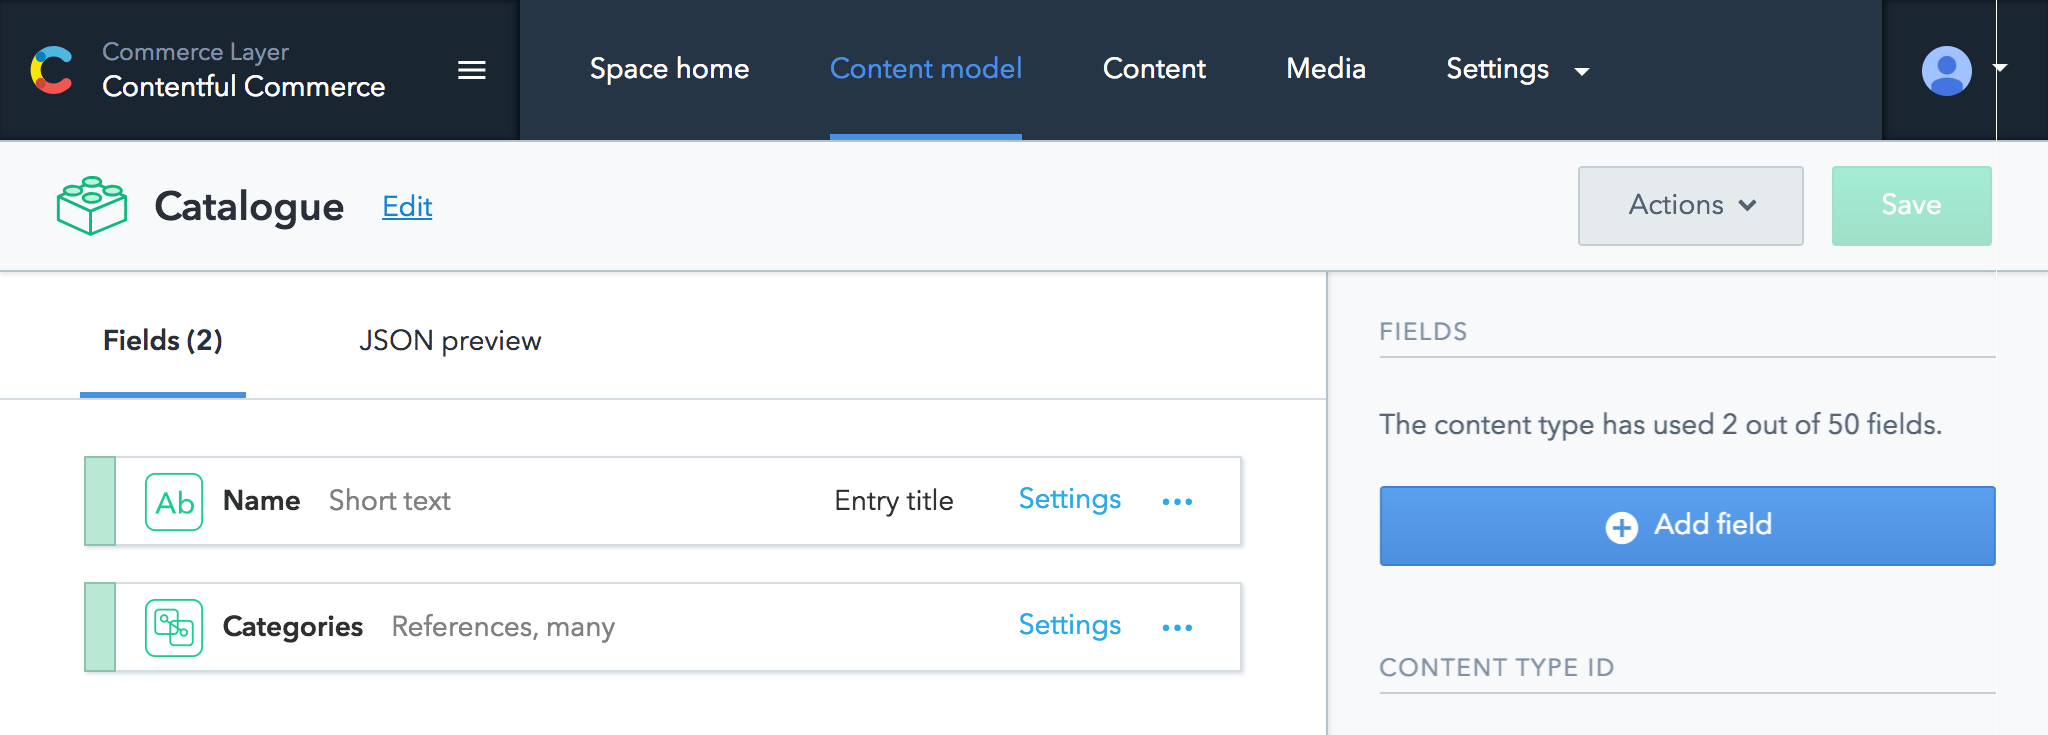 Commerce Layer
Contentful Commerce
Space home Content model Content Media Settings
Catalogue Edit Actions Save
Fields (2) JSON preview
FIELDS
The content type has used 2 out of 50 fields.
Ab Name Short text Entry title Settings
Add field
Categories References, many Settings
CONTENT TYPE ID